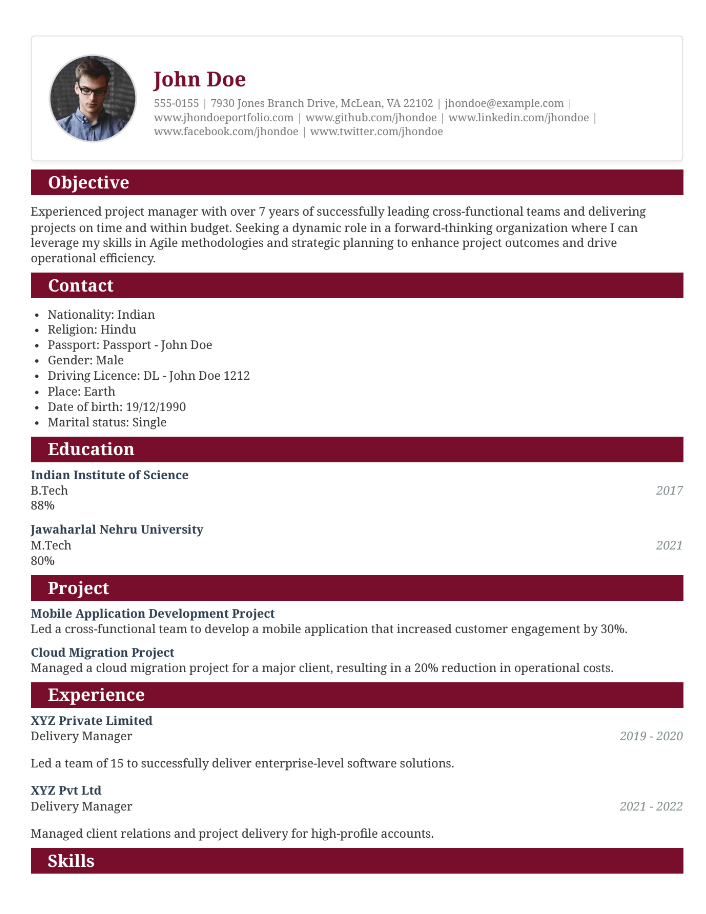 John Doe
555-0155 | 7930 Jones Branch Drive, McLean, VA 22102 | jhondoe@example.com |
www.jhondoeportfolio.com | www.github.com/jhondoe | www.linkedin.com/jhondoe |
www.facebook.com/jhondoe | www.twitter.com/jhondoe
Objective
Experienced project manager with over 7 years of successfully leading cross-functional teams and delivering
projects on time and within budget. Seeking a dynamic role in a forward-thinking organization where I can
leverage my skills in Agile methodologies and strategic planning to enhance project outcomes and drive
operational efficiency.
Contact
• Nationality: Indian
• Religion: Hindu
• Passport: Passport - John Doe
• Gender: Male
• Driving Licence: DL - John Doe 1212
• Place: Earth
• Date of birth: 19/12/1990
• Marital status: Single
Education
Indian Institute of Science
B.Tech 2017
88%
Jawaharlal Nehru University
M.Tech 2021
80%
Project
Mobile Application Development Project
Led a cross-functional team to develop a mobile application that increased customer engagement by 30%.
Cloud Migration Project
Managed a cloud migration project for a major client, resulting in a 20% reduction in operational costs.
Experience
XYZ Private Limited
Delivery Manager 2019 - 2020
Led a team of 15 to successfully deliver enterprise-level software solutions.
XYZ Pvt Ltd
Delivery Manager 2021 - 2022
Managed client relations and project delivery for high-profile accounts.
Skills